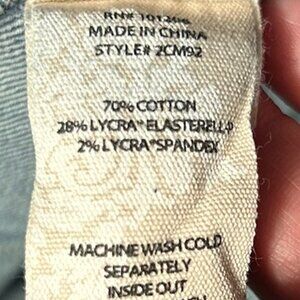 MADE IN CHINA
STYLE# 2CM92
70% COTTON
28% LYCRA® ELASTERELL-P
2% LYCRA®SPANDEX
MACHINE WASH COLD
SEPARATELY
INSIDE OUT